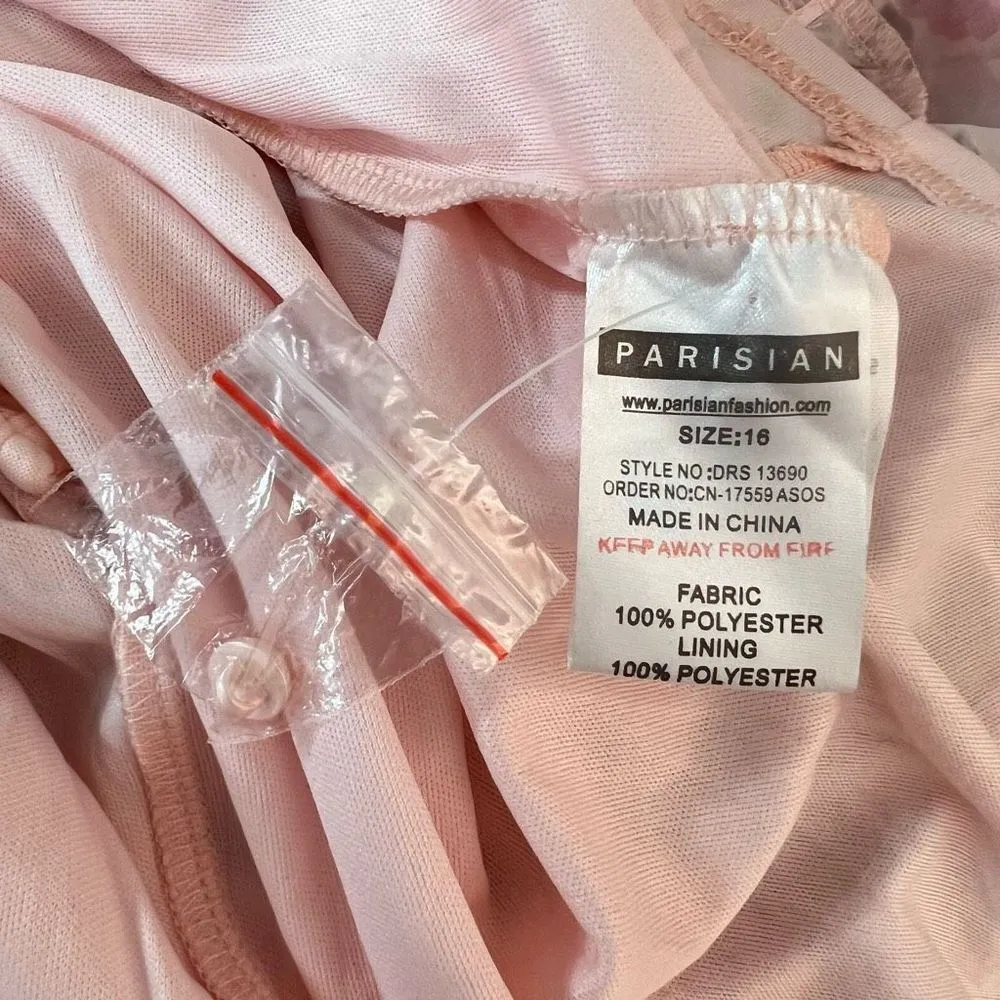 PARISIAN
www.parisianfashion.com
SIZE:16
STYLE NO:DRS 13690
ORDER NO:CN-17559 ASOS
MADE IN CHINA
KEEP AWAY FROM FIRE
FABRIC
100% POLYESTER
LINING
100% POLYESTER